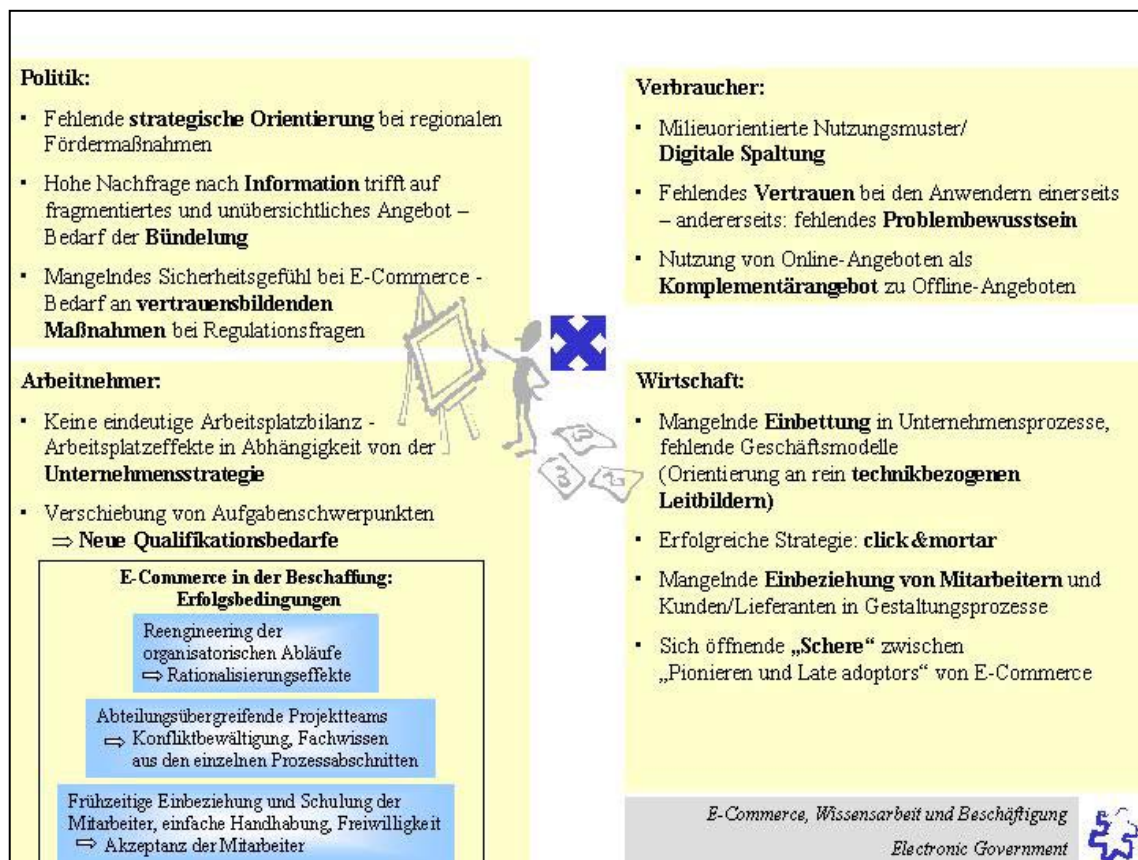 Politik:
• Fehlende strategische Orientierung bei regionalen
Fördermaßnahmen
• Hohe Nachfrage nach Information trifft auf
fragmentiertes und unübersichtliches Angebot –
Bedarf der Bündelung
• Mangelndes Sicherheitsgefühl bei E-Commerce -
Bedarf an vertrauensbildenden
Maßnahmen bei Regulationsfragen
Verbraucher:
• Milieuorientierte Nutzungsmuster/
Digitale Spaltung
• Fehlendes Vertrauen bei den Anwendern einerseits
– andererseits: fehlendes Problembewusstsein
• Nutzung von Online-Angeboten als
Komplementärangebot zu Offline-Angeboten
Arbeitnehmer:
• Keine eindeutige Arbeitsplatzbilanz -
Arbeitsplatzeffekte in Abhängigkeit von der
Unternehmensstrategie
• Verschiebung von Aufgabenschwerpunkten
⇒ Neue Qualifikationsbedarfe
E-Commerce in der Beschaffung:
Erfolgsbedingungen
Reengineering der
organisatorischen Abläufe
⇨ Rationalisierungseffekte
Abteilungsübergreifende Projektteams
⇨ Konfliktbewältigung, Fachwissen
aus den einzelnen Prozessabschnitten
Frühzeitige Einbeziehung und Schulung der
Mitarbeiter, einfache Handhabung, Freiwilligkeit
⇨ Akzeptanz der Mitarbeiter
Wirtschaft:
• Mangelnde Einbettung in Unternehmensprozesse,
fehlende Geschäftsmodelle
(Orientierung an rein technikbezogenen
Leitbildern)
• Erfolgreiche Strategie: click&mortar
• Mangelnde Einbeziehung von Mitarbeitern und
Kunden/Lieferanten in Gestaltungsprozesse
• Sich öffnende „Schere“ zwischen
„Pionieren und Late adoptors“ von E-Commerce
E-Commerce, Wissensarbeit und Beschäftigung
Electronic Government